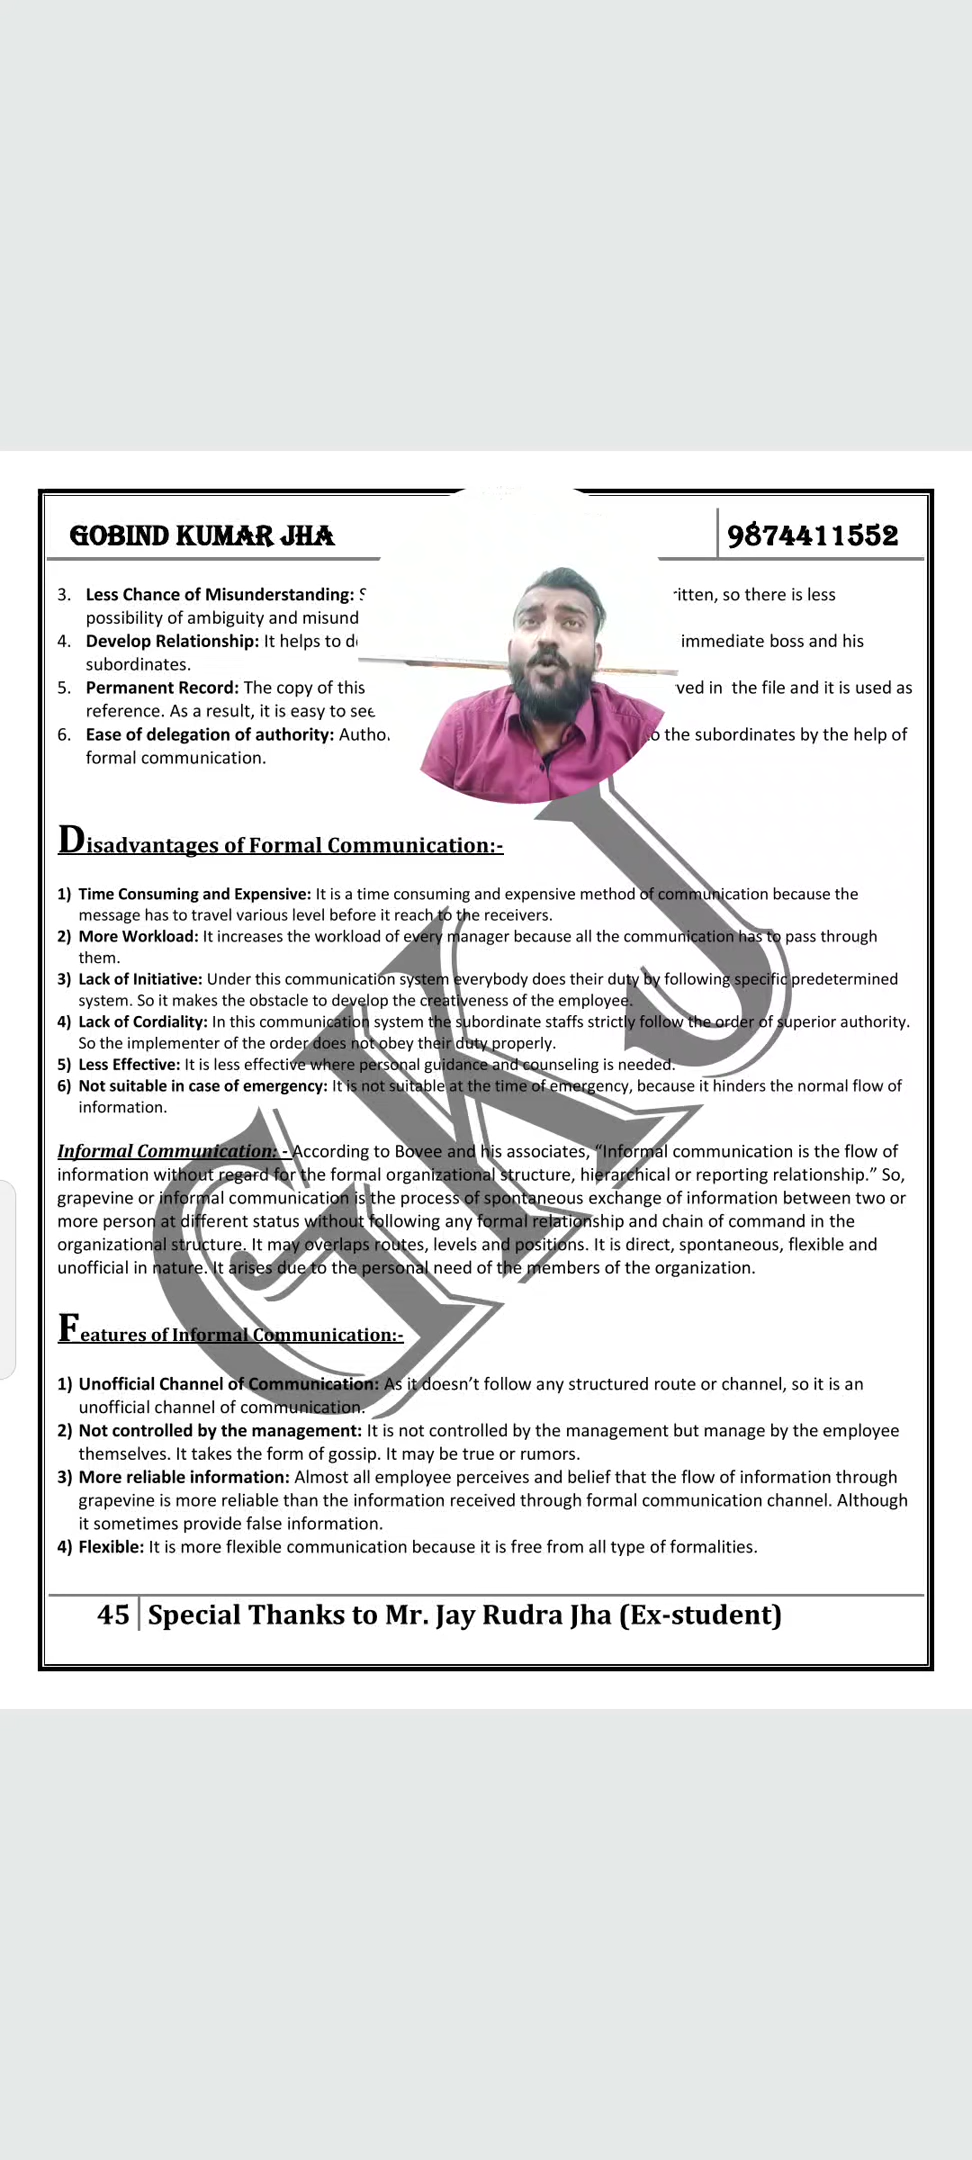 GOBIND KUMAR JHA
9874411552
3. Less Chance of Misunderstanding: ritten, so there is less
possibility of ambiguity and misund
4. Develop Relationship: It helps to immediate boss and his
subordinates.
5. Permanent Record: The copy of this ved in the file and it is used as
reference. As a result, it is easy to see
6. Ease of delegation of authority: Autho the subordinates by the help of
formal communication.
Disadvantages of Formal Communication:-
1) Time Consuming and Expensive: It is a time consuming and expensive method of communication because the
message has to travel various level before it reach to the receivers.
2) More Workload: It increases the workload of every manager because all the communication has to pass through
them.
3) Lack of Initiative: Under this communication system everybody does their duty by following specific predetermined
system. So it makes the obstacle to develop the creativeness of the employee.
4) Lack of Cordiality: In this communication system the subordinate staffs strictly follow the order of superior authority.
So the implementer of the order does not obey their duty properly.
5) Less Effective: It is less effective where personal guidance and counseling is needed.
6) Not suitable in case of emergency: It is not suitable at the time of emergency, because it hinders the normal flow of
information.
Informal Communication: - According to Bovee and his associates, “Informal communication is the flow of
information without regard for the formal organizational structure, hierarchical or reporting relationship.” So,
grapevine or informal communication is the process of spontaneous exchange of information between two or
more person at different status without following any formal relationship and chain of command in the
organizational structure. It may overlaps routes, levels and positions. It is direct, spontaneous, flexible and
unofficial in nature. It arises due to the personal need of the members of the organization.
Features of Informal Communication:-
1) Unofficial Channel of Communication: As it doesn’t follow any structured route or channel, so it is an
unofficial channel of communication.
2) Not controlled by the management: It is not controlled by the management but manage by the employee
themselves. It takes the form of gossip. It may be true or rumors.
3) More reliable information: Almost all employee perceives and belief that the flow of information through
grapevine is more reliable than the information received through formal communication channel. Although
it sometimes provide false information.
4) Flexible: It is more flexible communication because it is free from all type of formalities.
GKJ
45 Special Thanks to Mr. Jay Rudra Jha (Ex-student)